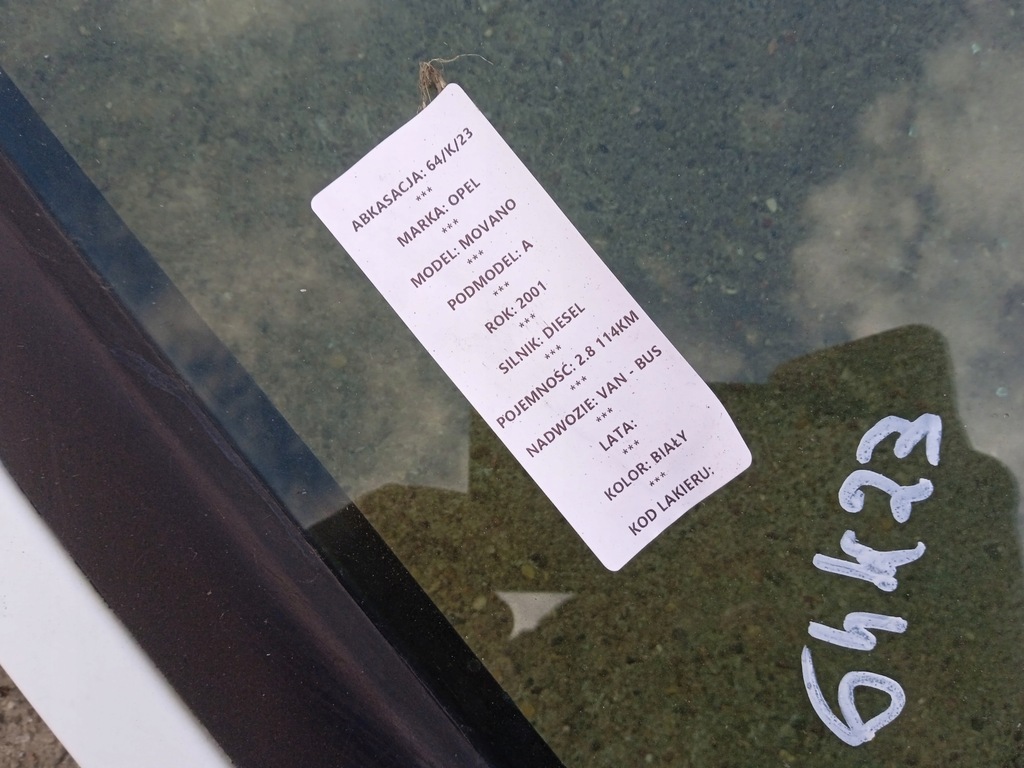 ABKASACJA: 64/K/23
***
MARKA: OPEL
***
MODEL: MOVANO
***
PODMODEL: A
***
ROK: 2001
***
SILNIK: DIESEL
***
POJEMNOŚĆ: 2.8 114KM
***
NADWOZIE: VAN - BUS
***
LATA:
***
KOLOR: BIAŁY
***
KOD LAKIERU:
64K23